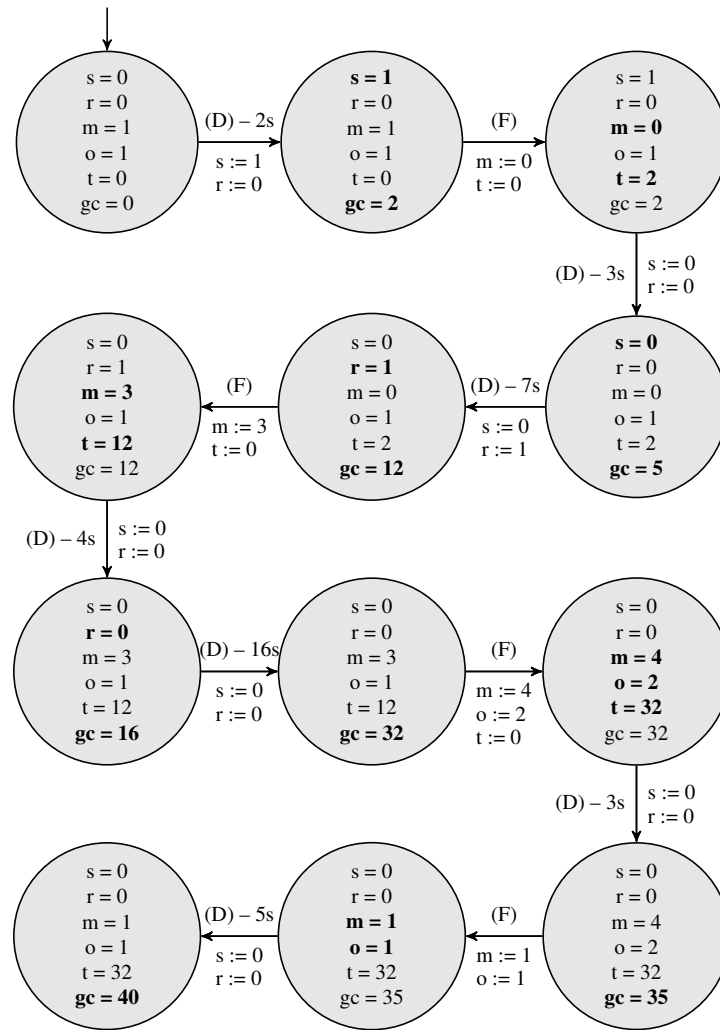 s = 0
r = 0
m = 1
o = 1
t = 0
gc = 0
(D) – 2s
s := 1
r := 0
s = 1
r = 0
m = 1
o = 1
t = 0
gc = 2
(F)
m := 0
t := 0
s = 1
r = 0
m = 0
o = 1
t = 2
gc = 2
(D) – 3s
s := 0
r := 0
s = 0
r = 0
m = 0
o = 1
t = 2
gc = 5
(D) – 7s
s := 0
r := 1
s = 0
r = 1
m = 0
o = 1
t = 2
gc = 12
(F)
m := 3
t := 0
s = 0
r = 1
m = 3
o = 1
t = 12
gc = 12
(D) – 4s
s := 0
r := 0
s = 0
r = 0
m = 3
o = 1
t = 12
gc = 16
(D) – 16s
s := 0
r := 0
s = 0
r = 0
m = 3
o = 1
t = 12
gc = 32
(F)
m := 4
o := 2
t := 0
s = 0
r = 0
m = 4
o = 2
t = 32
gc = 32
(D) – 3s
s := 0
r := 0
s = 0
r = 0
m = 4
o = 2
t = 32
gc = 35
(F)
m := 1
o := 1
s = 0
r = 0
m = 1
o = 1
t = 32
gc = 35
(D) – 5s
s := 0
r := 0
s = 0
r = 0
m = 1
o = 1
t = 32
gc = 40